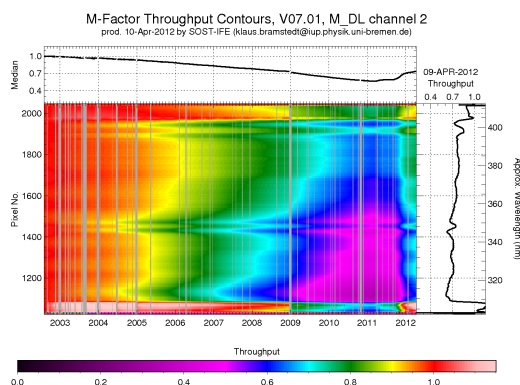 M-Factor Throughput Contours, V07.01, M_DL channel 2
prod. 10-Apr-2012 by SOST-IFE (klaus.bramstedt@iup.physik.uni-bremen.de)
Median
1.0
0.7
0.4
09-APR-2012
Throughput
0.4 0.7 1.0
Pixel No.
2000
1800
1600
1400
1200
400
380
360
340
320
Approx. wavelength (nm)
2003 2004 2005 2006 2007 2008 2009 2010 2011 2012
Throughput
0.0 0.2 0.4 0.6 0.8 1.0